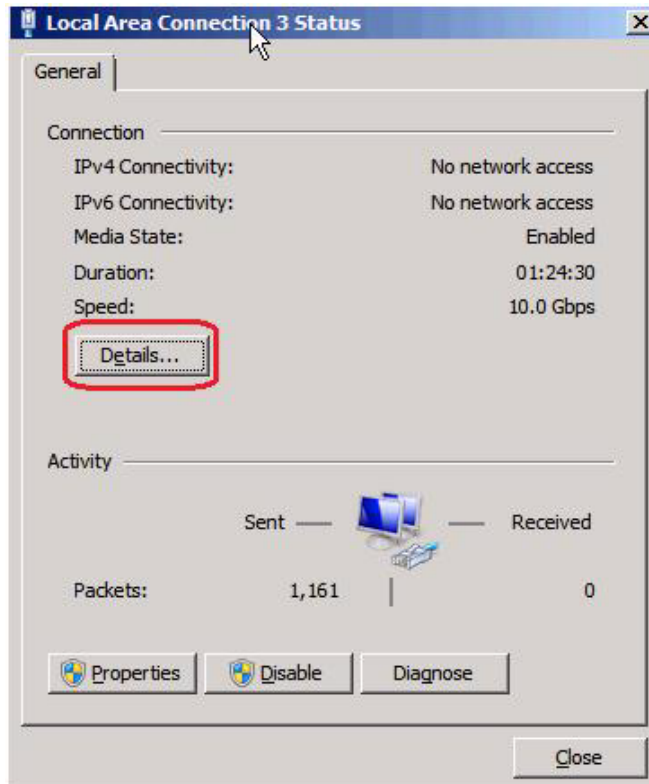 Local Area Connection 3 Status
General
Connection
IPv4 Connectivity: No network access
IPv6 Connectivity: No network access
Media State: Enabled
Duration: 01:24:30
Speed: 10.0 Gbps
Details...
Activity
Sent Received
Packets: 1,161 0
Properties Disable Diagnose
Close